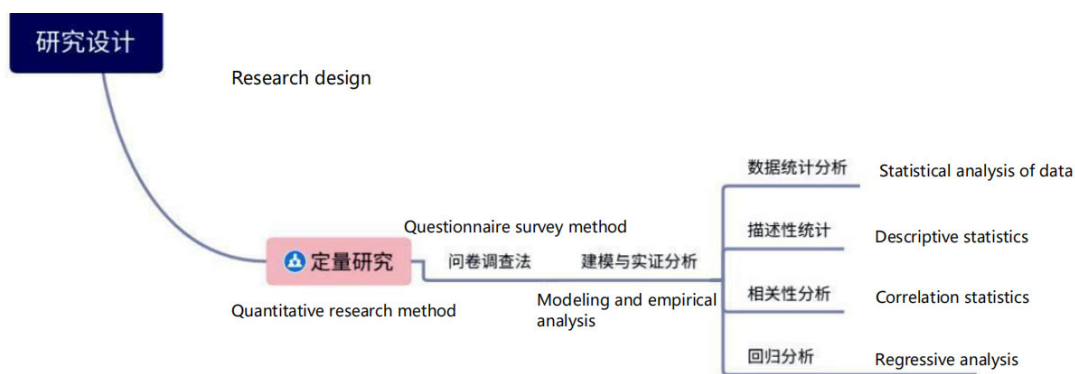 研究设计
Research design
数据统计分析
Statistical analysis of data
Questionnaire survey method
描述性统计
Descriptive statistics
定量研究
问卷调查法
建模与实证分析
Quantitative research method
Modeling and empirical
analysis
相关性分析
Correlation statistics
回归分析
Regressive analysis